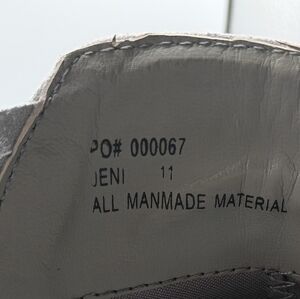 PO# 000067
JENI 11
ALL MANMADE MATERIAL